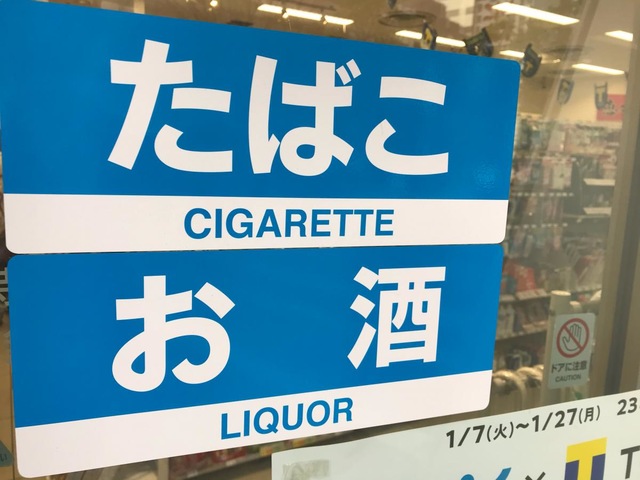 たばこ
CIGARETTE
お酒
LIQUOR
ドアに注意
CAUTION
1/7(火)~1/27(月) 23
× T